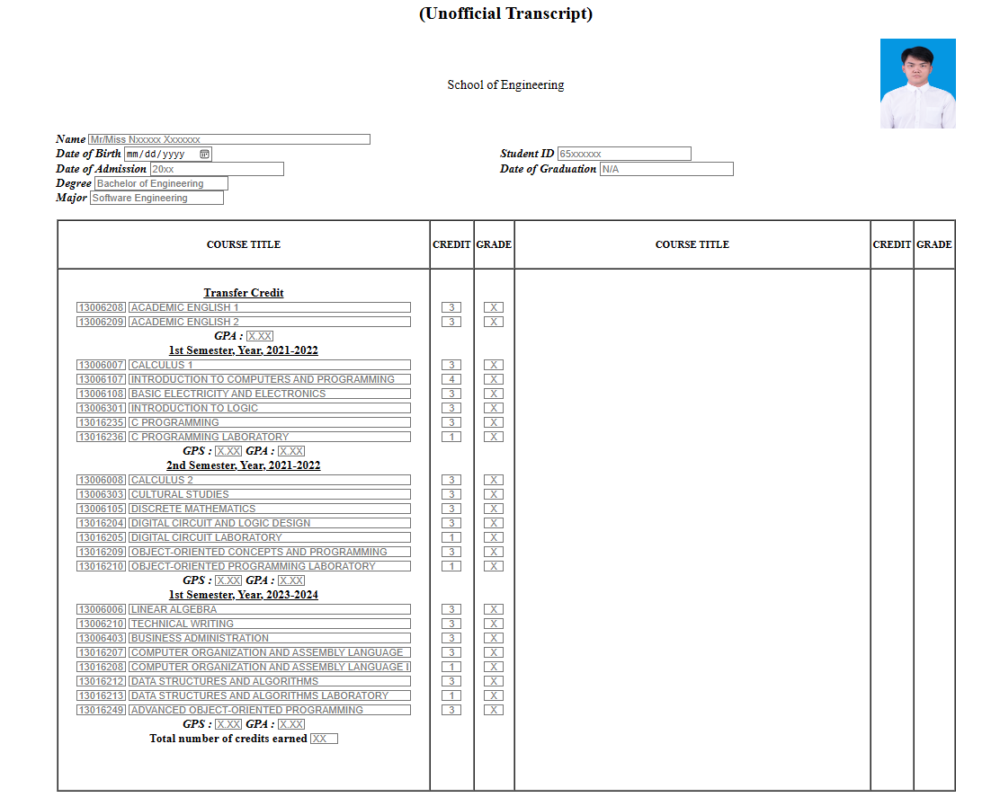 (Unofficial Transcript)
School of Engineering
Name Mr/Miss Nxxxxx Xxxxxxx
Date of Birth mm/dd/yyyy Student ID 65xxxxxx
Date of Admission 20xx Date of Graduation N/A
Degree Bachelor of Engineering
Major Software Engineering
COURSE TITLE CREDIT GRADE COURSE TITLE CREDIT GRADE
Transfer Credit
13006208 ACADEMIC ENGLISH 1 3 X
13006209 ACADEMIC ENGLISH 2 3 X
GPA : X.XX
1st Semester, Year, 2021-2022
13006007 CALCULUS 1 3 X
13006107 INTRODUCTION TO COMPUTERS AND PROGRAMMING 4 X
13006108 BASIC ELECTRICITY AND ELECTRONICS 3 X
13006301 INTRODUCTION TO LOGIC 3 X
13016235 C PROGRAMMING 3 X
13016236 C PROGRAMMING LABORATORY 1 X
GPS : X.XX GPA : X.XX
2nd Semester, Year, 2021-2022
13006008 CALCULUS 2 3 X
13006303 CULTURAL STUDIES 3 X
13006105 DISCRETE MATHEMATICS 3 X
13016204 DIGITAL CIRCUIT AND LOGIC DESIGN 3 X
13016205 DIGITAL CIRCUIT LABORATORY 1 X
13016209 OBJECT-ORIENTED CONCEPTS AND PROGRAMMING 3 X
13016210 OBJECT-ORIENTED PROGRAMMING LABORATORY 1 X
GPS : X.XX GPA : X.XX
1st Semester, Year, 2023-2024
13006006 LINEAR ALGEBRA 3 X
13006210 TECHNICAL WRITING 3 X
13006403 BUSINESS ADMINISTRATION 3 X
13016207 COMPUTER ORGANIZATION AND ASSEMBLY LANGUAGE 3 X
13016208 COMPUTER ORGANIZATION AND ASSEMBLY LANGUAGE 1 X
13016212 DATA STRUCTURES AND ALGORITHMS 3 X
13016213 DATA STRUCTURES AND ALGORITHMS LABORATORY 1 X
13016249 ADVANCED OBJECT-ORIENTED PROGRAMMING 3 X
GPS : X.XX GPA : X.XX
Total number of credits earned XX